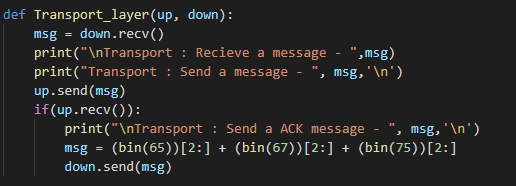 def Transport_layer(up, down):
    msg = down.recv()
    print("\nTransport : Recieve a message - ",msg)
    print("Transport : Send a message - ", msg,'\n')
    up.send(msg)
    if(up.recv()):
        print("\nTransport : Send a ACK message - ", msg,'\n')
        msg = (bin(65))[2:] + (bin(67))[2:] + (bin(75))[2:]
        down.send(msg)